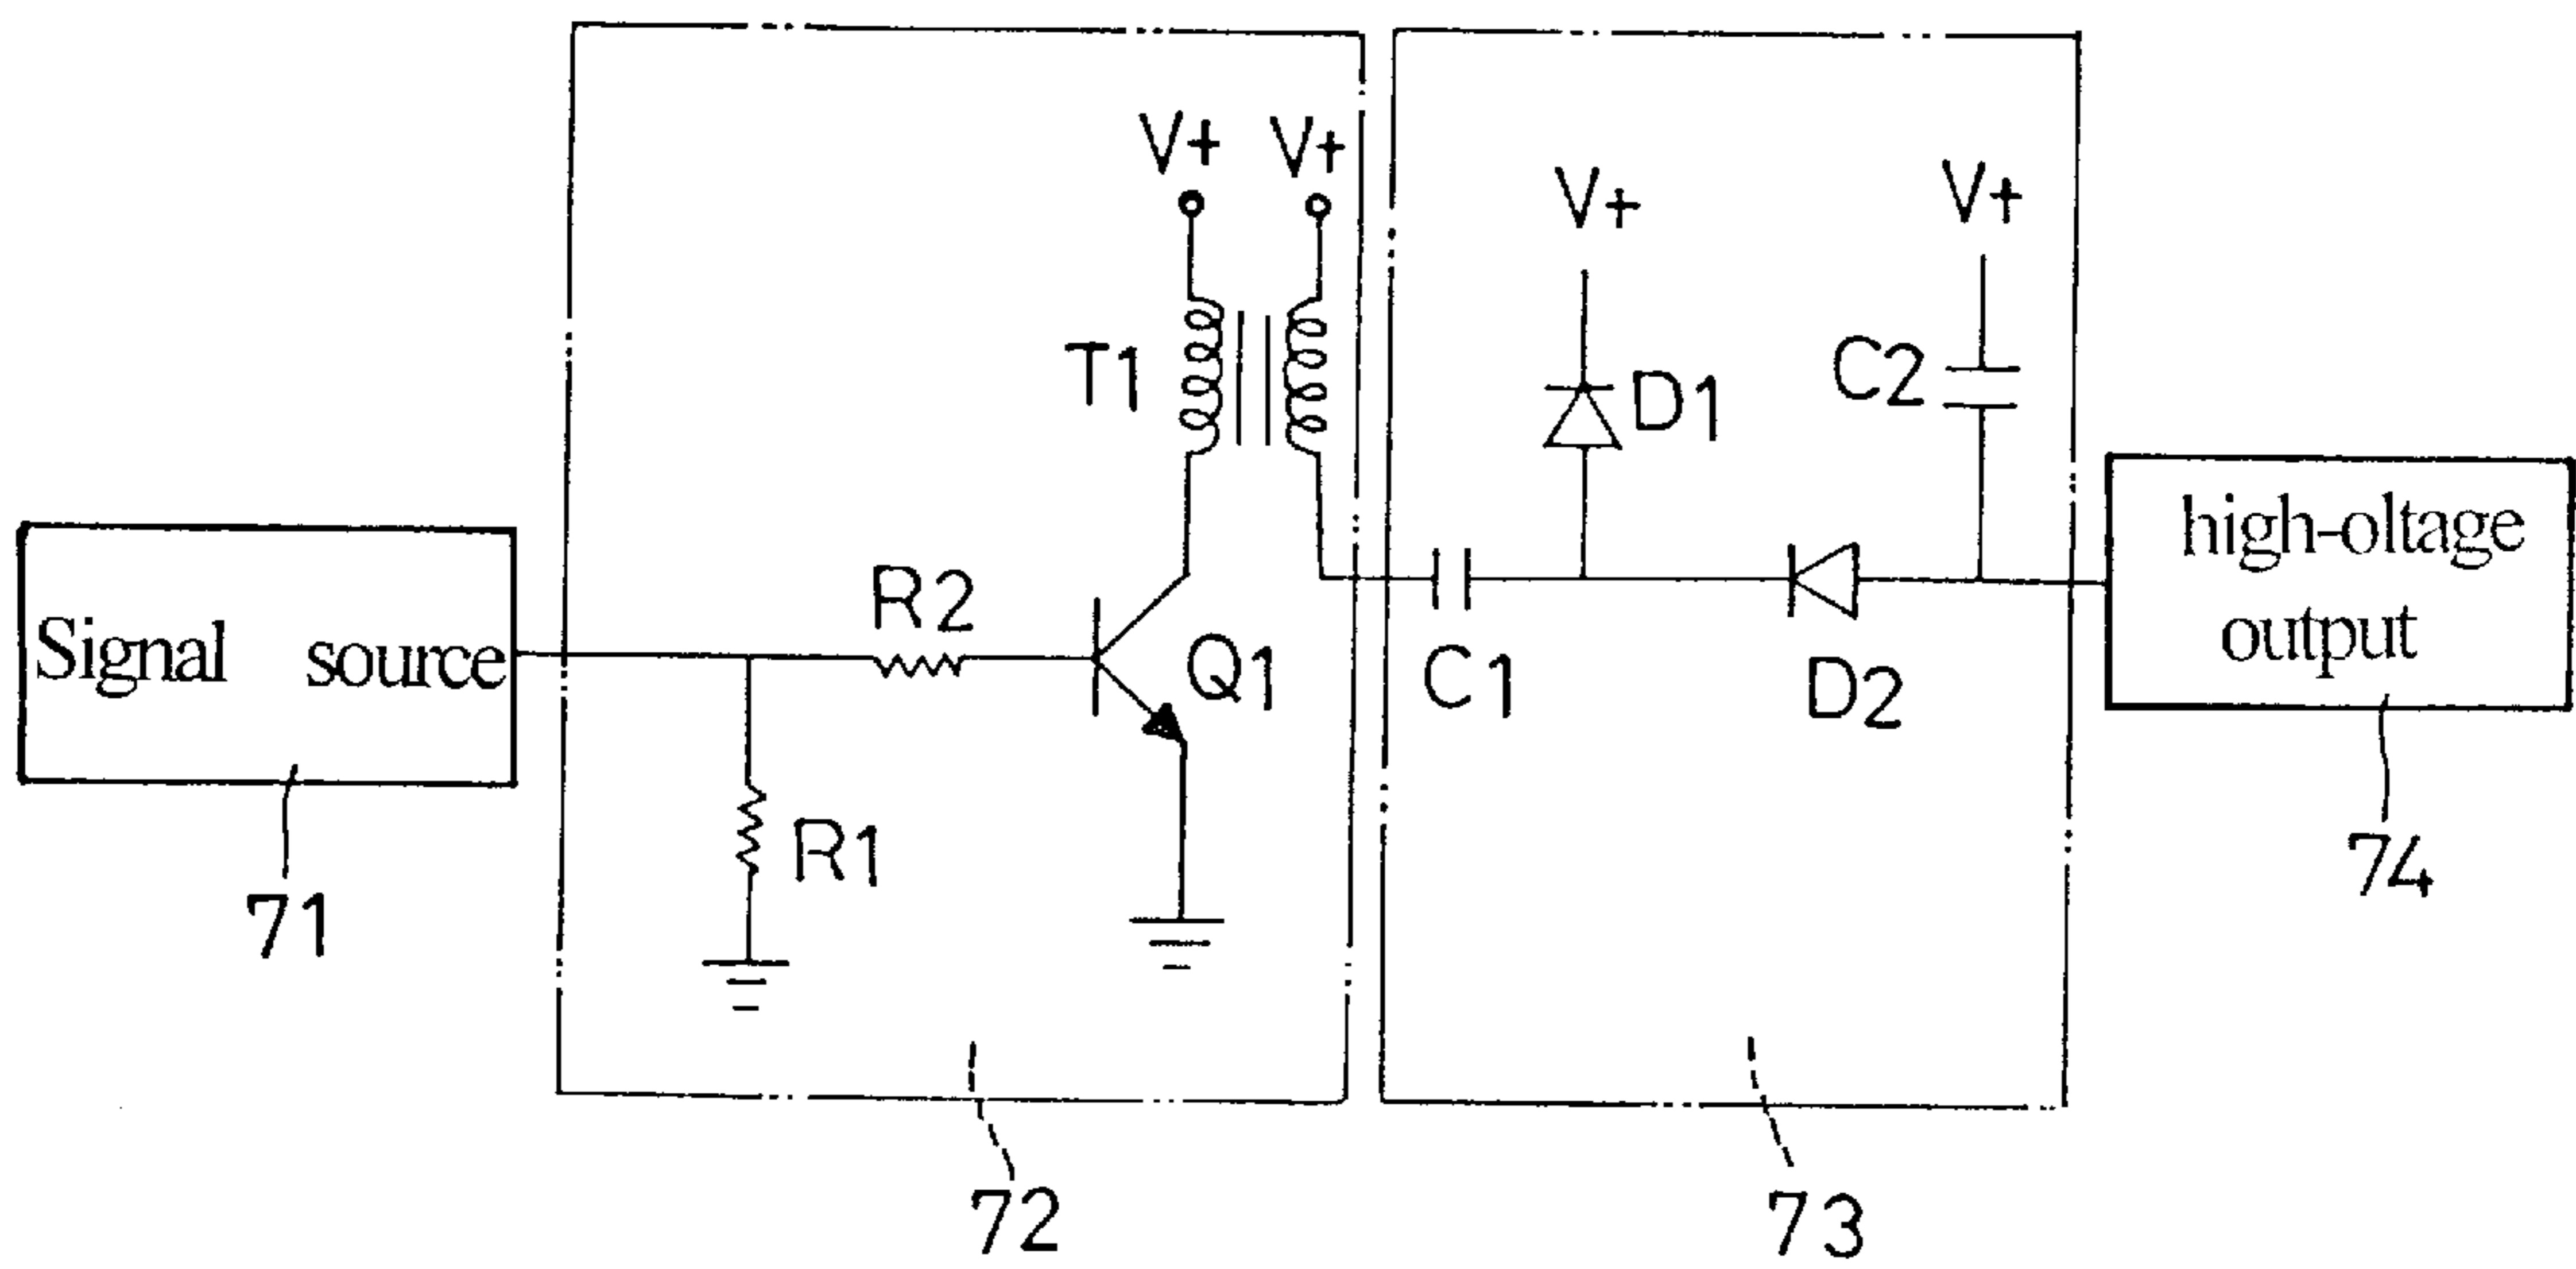 V+ V+
V+
V+
T1
D1
C2
Signal source
R2
Q1
C1
D2
high-oltage
output
R1
71
74
72
73